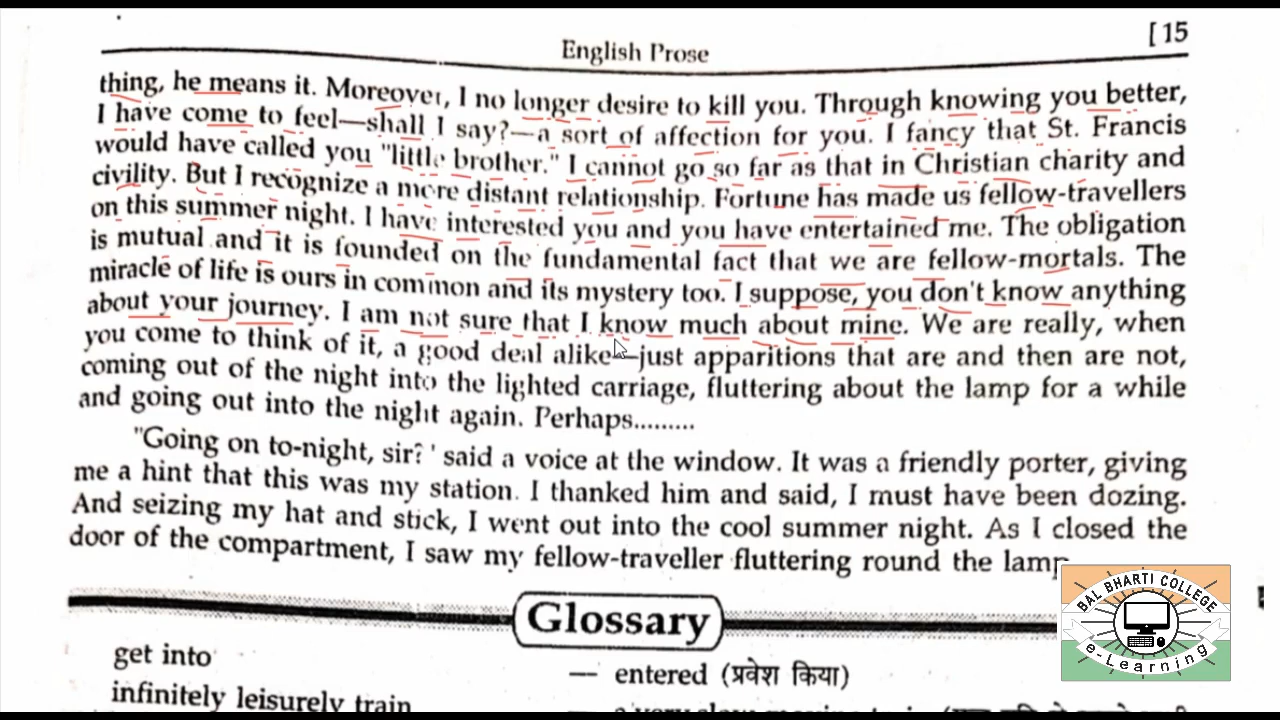 English Prose
[ 15
thing, he means it. Moreover, I no longer desire to kill you. Through knowing you better,
I have come to feel—shall I say?—a sort of affection for you. I fancy that St. Francis
would have called you "little brother." I cannot go so far as that in Christian charity and
civility. But I recognize a more distant relationship. Fortune has made us fellow-travellers
on this summer night. I have interested you and you have entertained me. The obligation
is mutual and it is founded on the fundamental fact that we are fellow-mortals. The
miracle of life is ours in common and its mystery too. I suppose, you don't know anything
about your journey. I am not sure that I know much about mine. We are really, when
you come to think of it, a good deal alike—just apparitions that are and then are not,
coming out of the night into the lighted carriage, fluttering about the lamp for a while
and going out into the night again. Perhaps.........
"Going on to-night, sir? ' said a voice at the window. It was a friendly porter, giving
me a hint that this was my station. I thanked him and said, I must have been dozing.
And seizing my hat and stick, I went out into the cool summer night. As I closed the
door of the compartment, I saw my fellow-traveller fluttering round the lamp
Glossary
get into — entered (प्रवेश किया)
infinitely leisurely train
BAL BHARTI COLLEGE
e-Learning